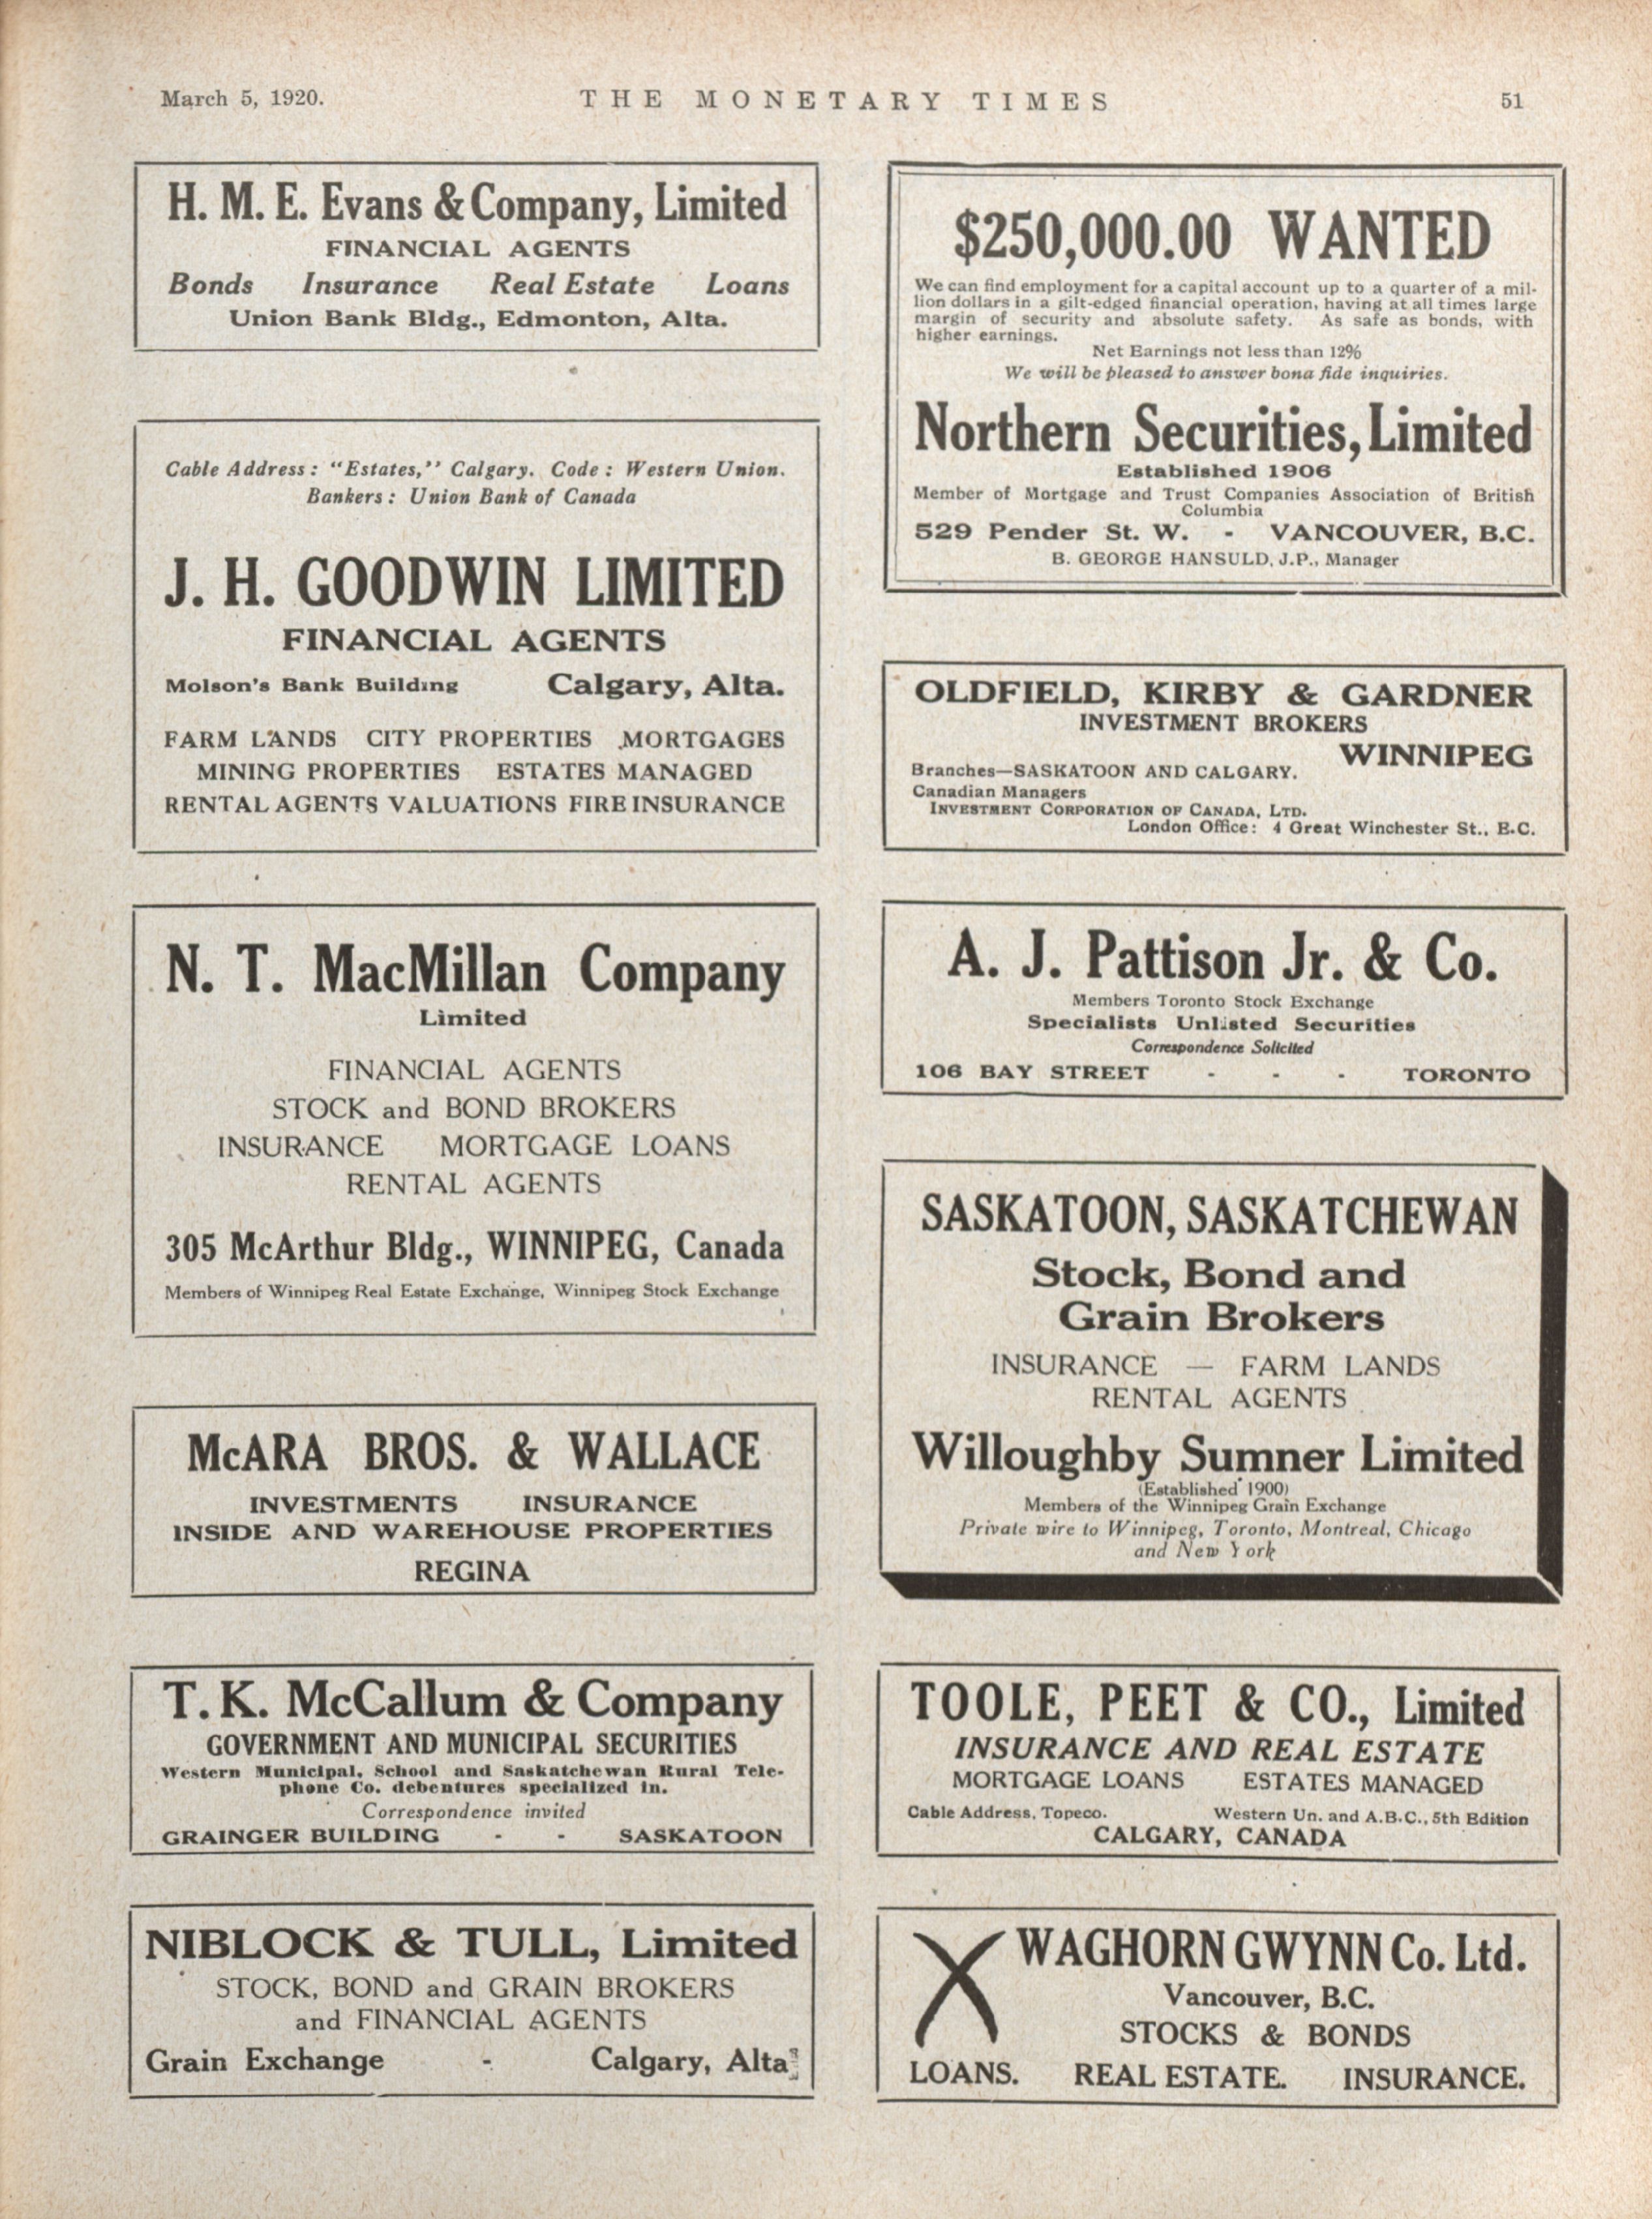 March 5, 1920.
THE MONETARY TIMES
51
H. M. E. Evans & Company, Limited
FINANCIAL AGENTS
Bonds Insurance Real Estate Loans
Union Bank Bldg., Edmonton, Alta.
Cable Address: "Estates," Calgary. Code: Western Union.
Bankers: Union Bank of Canada
J. H. GOODWIN LIMITED
FINANCIAL AGENTS
Molson's Bank Building Calgary, Alta.
FARM LANDS CITY PROPERTIES MORTGAGES
MINING PROPERTIES ESTATES MANAGED
RENTAL AGENTS VALUATIONS FIRE INSURANCE
N. T. MacMillan Company
Limited
FINANCIAL AGENTS
STOCK and BOND BROKERS
INSURANCE MORTGAGE LOANS
RENTAL AGENTS
305 McArthur Bldg., WINNIPEG, Canada
Members of Winnipeg Real Estate Exchange, Winnipeg Stock Exchange
McARA BROS. & WALLACE
INVESTMENTS INSURANCE
INSIDE AND WAREHOUSE PROPERTIES
REGINA
T. K. McCallum & Company
GOVERNMENT AND MUNICIPAL SECURITIES
Western Municipal, School and Saskatchewan Rural Tele-
phone Co. debentures specialized in.
Correspondence invited
GRAINGER BUILDING - - SASKATOON
NIBLOCK & TULL, Limited
STOCK, BOND and GRAIN BROKERS
and FINANCIAL AGENTS
Grain Exchange - Calgary, Alta.
$250,000.00 WANTED
We can find employment for a capital account up to a quarter of a mil-
lion dollars in a gilt-edged financial operation, having at all times large
margin of security and absolute safety. As safe as bonds, with
higher earnings.
Net Earnings not less than 12%
We will be pleased to answer bona fide inquiries.
Northern Securities, Limited
Established 1906
Member of Mortgage and Trust Companies Association of British
Columbia
529 Pender St. W. - VANCOUVER, B.C.
B. GEORGE HANSULD, J.P., Manager
OLDFIELD, KIRBY & GARDNER
INVESTMENT BROKERS
WINNIPEG
Branches—SASKATOON AND CALGARY.
Canadian Managers
INVESTMENT CORPORATION OF CANADA, LTD.
London Office: 4 Great Winchester St., E.C.
A. J. Pattison Jr. & Co.
Members Toronto Stock Exchange
Specialists Unlisted Securities
Correspondence Solicited
106 BAY STREET - - - TORONTO
SASKATOON, SASKATCHEWAN
Stock, Bond and
Grain Brokers
INSURANCE — FARM LANDS
RENTAL AGENTS
Willoughby Sumner Limited
(Established 1900)
Members of the Winnipeg Grain Exchange
Private wire to Winnipeg, Toronto, Montreal, Chicago
and New York
TOOLE, PEET & CO., Limited
INSURANCE AND REAL ESTATE
MORTGAGE LOANS ESTATES MANAGED
Cable Address, Topeco. Western Un. and A.B.C., 5th Edition
CALGARY, CANADA
X WAGHORN GWYNN Co. Ltd.
Vancouver, B.C.
STOCKS & BONDS
LOANS. REAL ESTATE. INSURANCE.